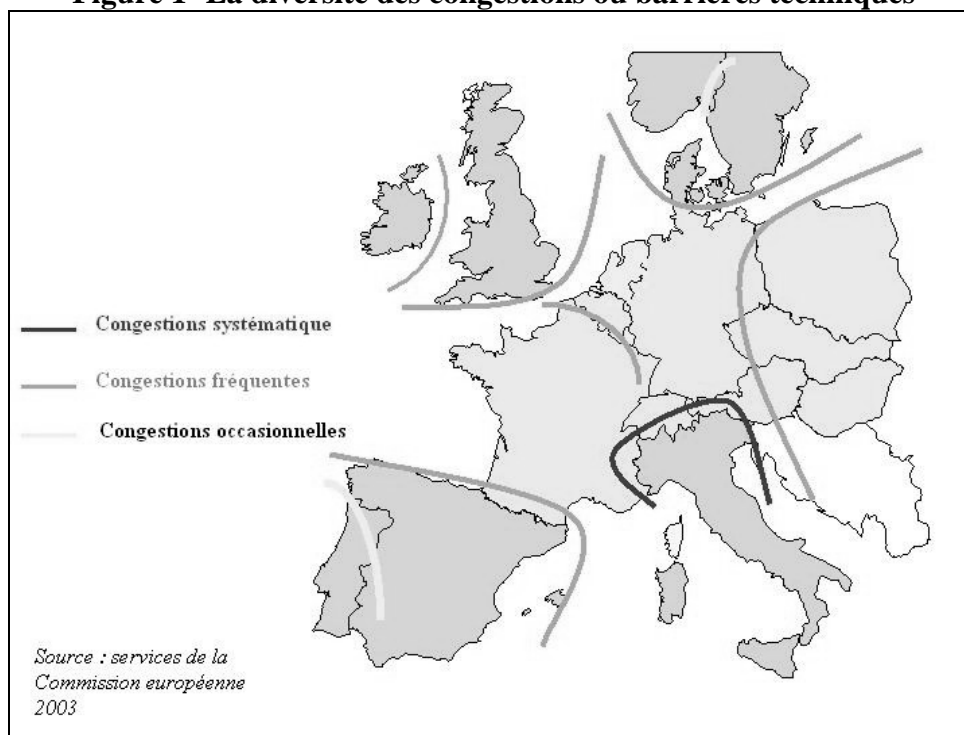 Figure 1- La diversité des congestions ou barrières techniques
Congestions systématique
Congestions fréquentes
Congestions occasionnelles
Source : services de la
Commission européenne
2003